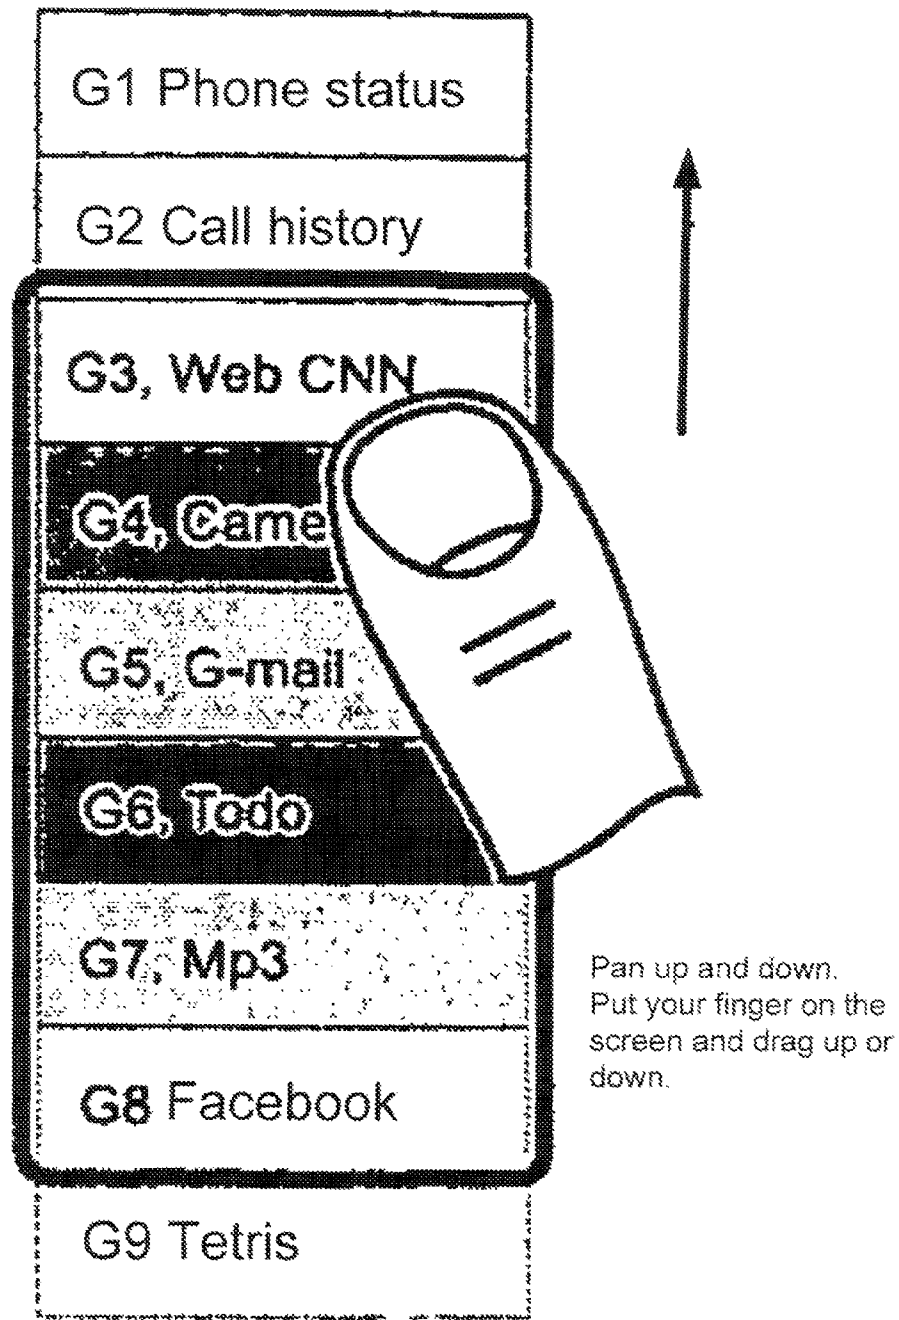 G1 Phone status
G2 Call history
G3, Web CNN
G4, Came
G5, G-mail
G6, Todo
G7, Mp3
G8 Facebook
G9 Tetris
Pan up and down.
Put your finger on the
screen and drag up or
down.